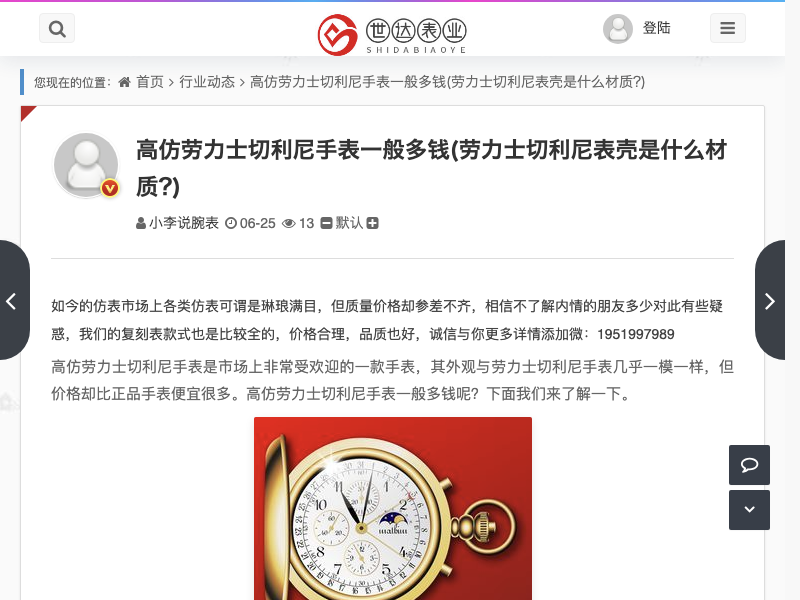 世达表业
SHIDABIAOYE
登陆
您现在的位置: 首页 > 行业动态 > 高仿劳力士切利尼手表一般多钱(劳力士切利尼表壳是什么材质?)
高仿劳力士切利尼手表一般多钱(劳力士切利尼表壳是什么材
质?)
小李说腕表 06-25 13 默认
如今的仿表市场上各类仿表可谓是琳琅满目，但质量价格却参差不齐，相信不了解内情的朋友多少对此有些疑
惑，我们的复刻表款式也是比较全的，价格合理，品质也好，诚信与你更多详情添加微：1951997989
高仿劳力士切利尼手表是市场上非常受欢迎的一款手表，其外观与劳力士切利尼手表几乎一模一样，但
价格却比正品手表便宜很多。高仿劳力士切利尼手表一般多钱呢？下面我们来了解一下。